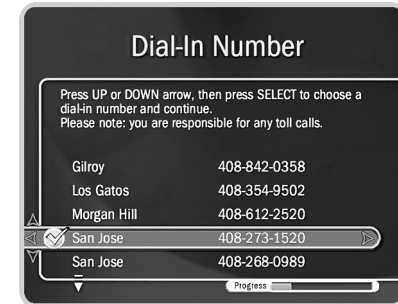 Dial-In Number
Press UP or DOWN arrow, then press SELECT to choose a
dial-in number and continue.
Please note: you are responsible for any toll calls.
Gilroy 408-842-0358
Los Gatos 408-354-9502
Morgan Hill 408-612-2520
San Jose 408-273-1520
San Jose 408-268-0989
Progress